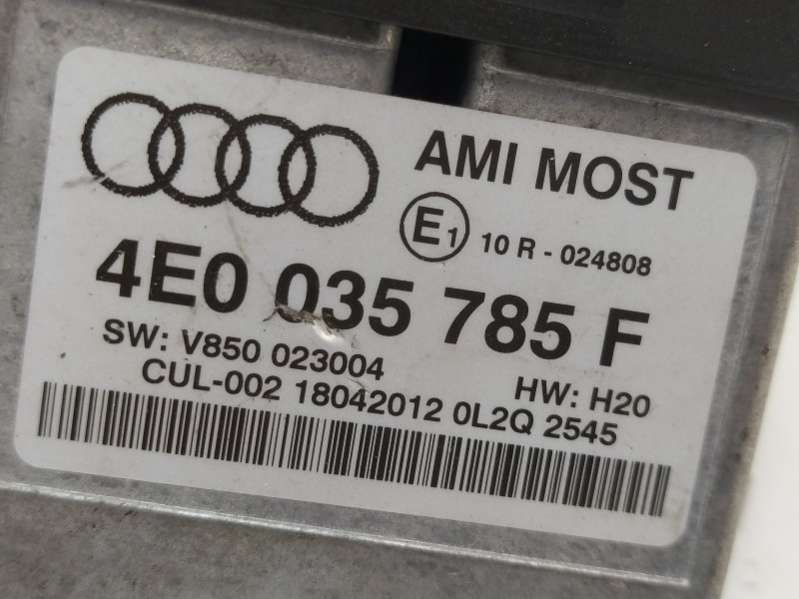 AMI MOST
E1 10 R - 024808
4E0 035 785 F
SW: V850 023004 HW: H20
CUL-002 18042012 0L2Q 2545